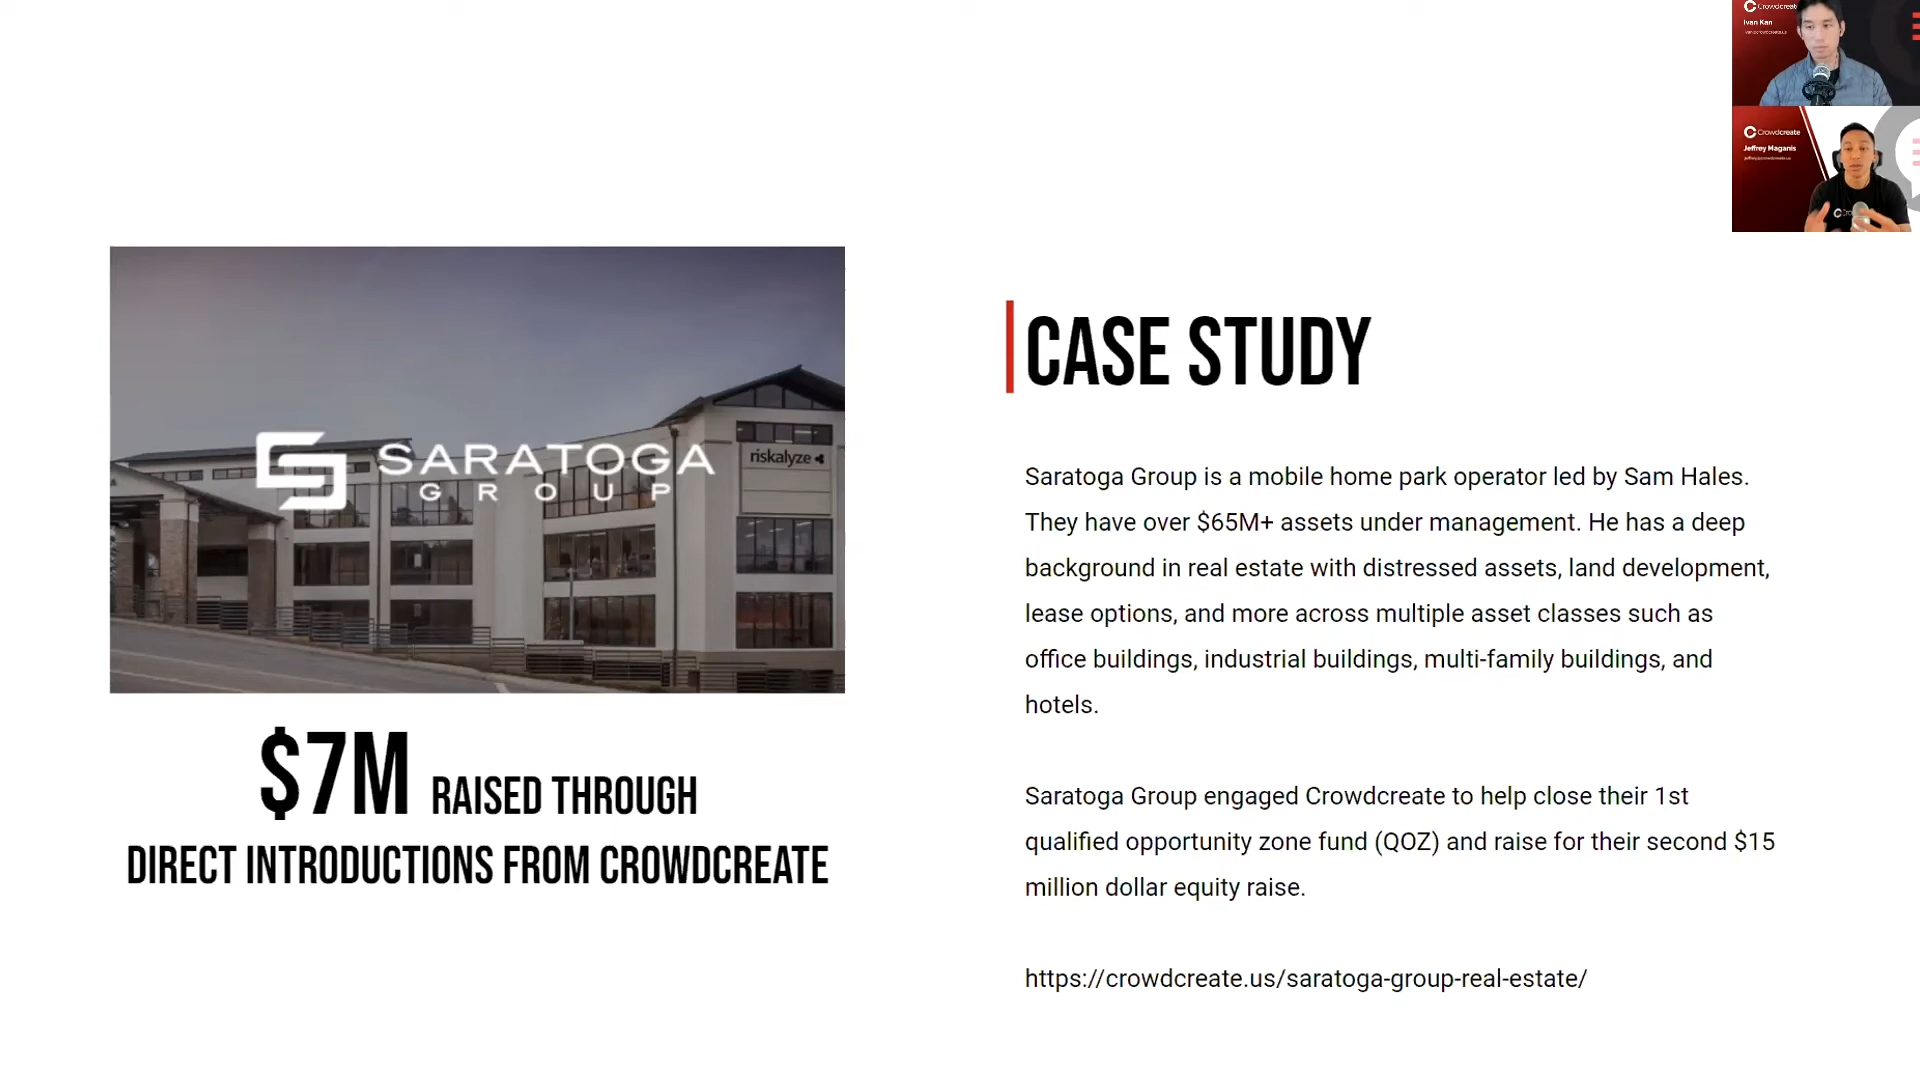 Crowdcreate
Ivan Kan
Crowdcreate
Jeffrey Maganis
SARATOGA
GROUP
riskalyze
$7M RAISED THROUGH
DIRECT INTRODUCTIONS FROM CROWDCREATE
CASE STUDY
Saratoga Group is a mobile home park operator led by Sam Hales.
They have over $65M+ assets under management. He has a deep
background in real estate with distressed assets, land development,
lease options, and more across multiple asset classes such as
office buildings, industrial buildings, multi-family buildings, and
hotels.
Saratoga Group engaged Crowdcreate to help close their 1st
qualified opportunity zone fund (QOZ) and raise for their second $15
million dollar equity raise.
https://crowdcreate.us/saratoga-group-real-estate/